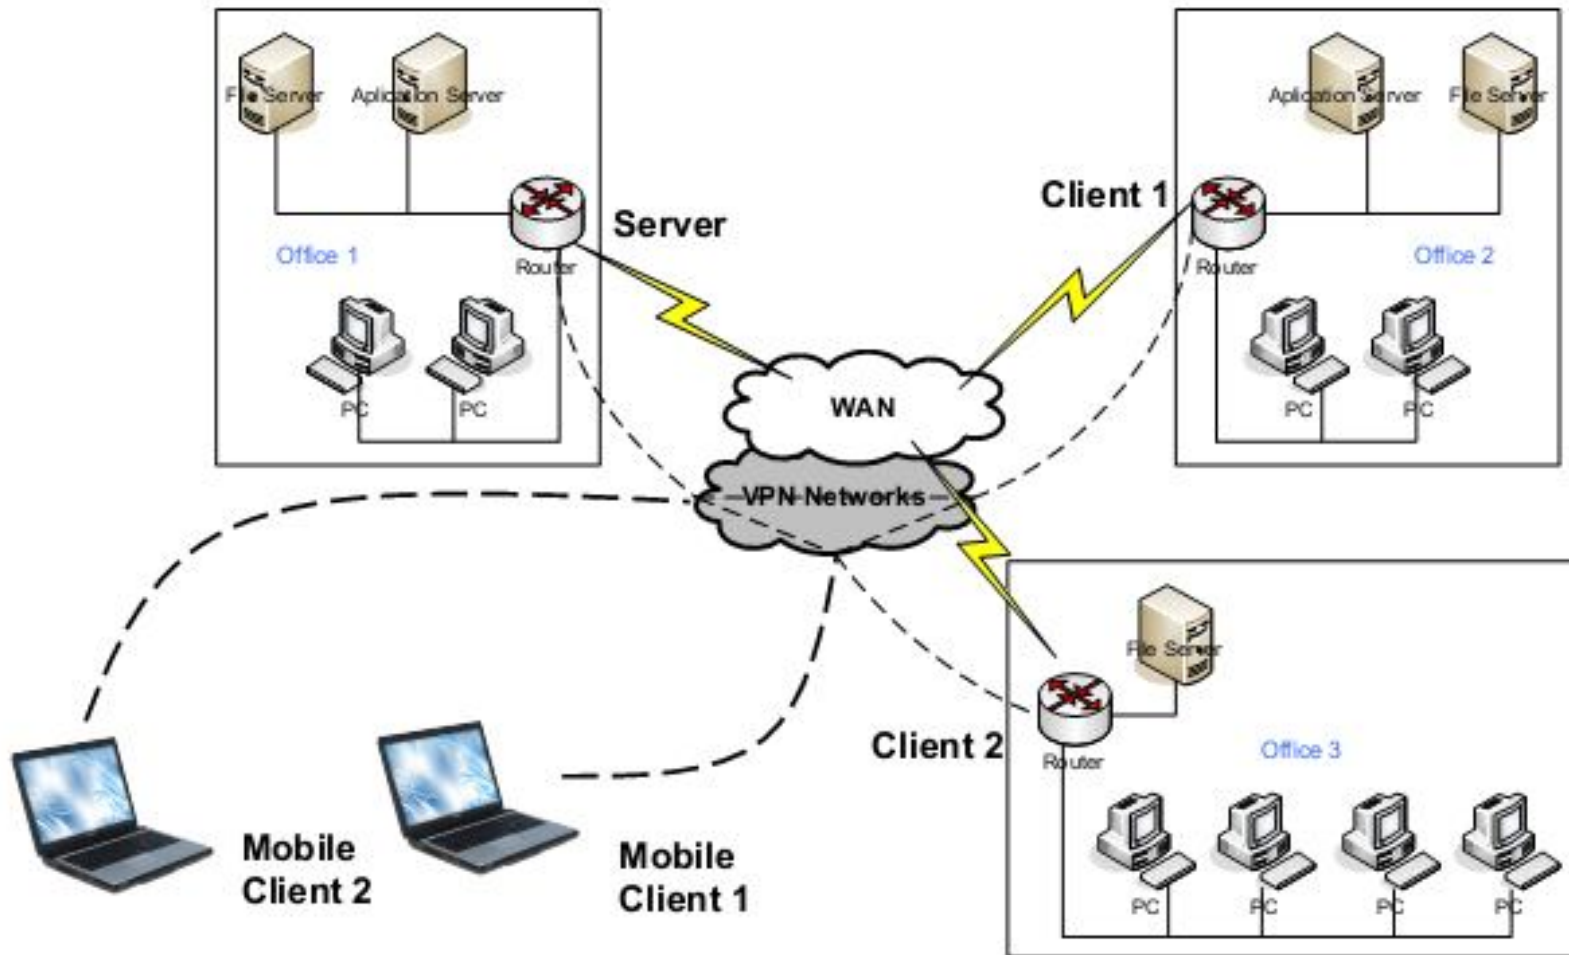 File Server
Aplication Server
Server
Office 1
Router
PC
PC
Client 1
Aplication Server
File Server
Router
Office 2
PC
PC
WAN
VPN Networks
File Server
Client 2
Router
Office 3
PC
PC
PC
PC
Mobile
Client 2
Mobile
Client 1